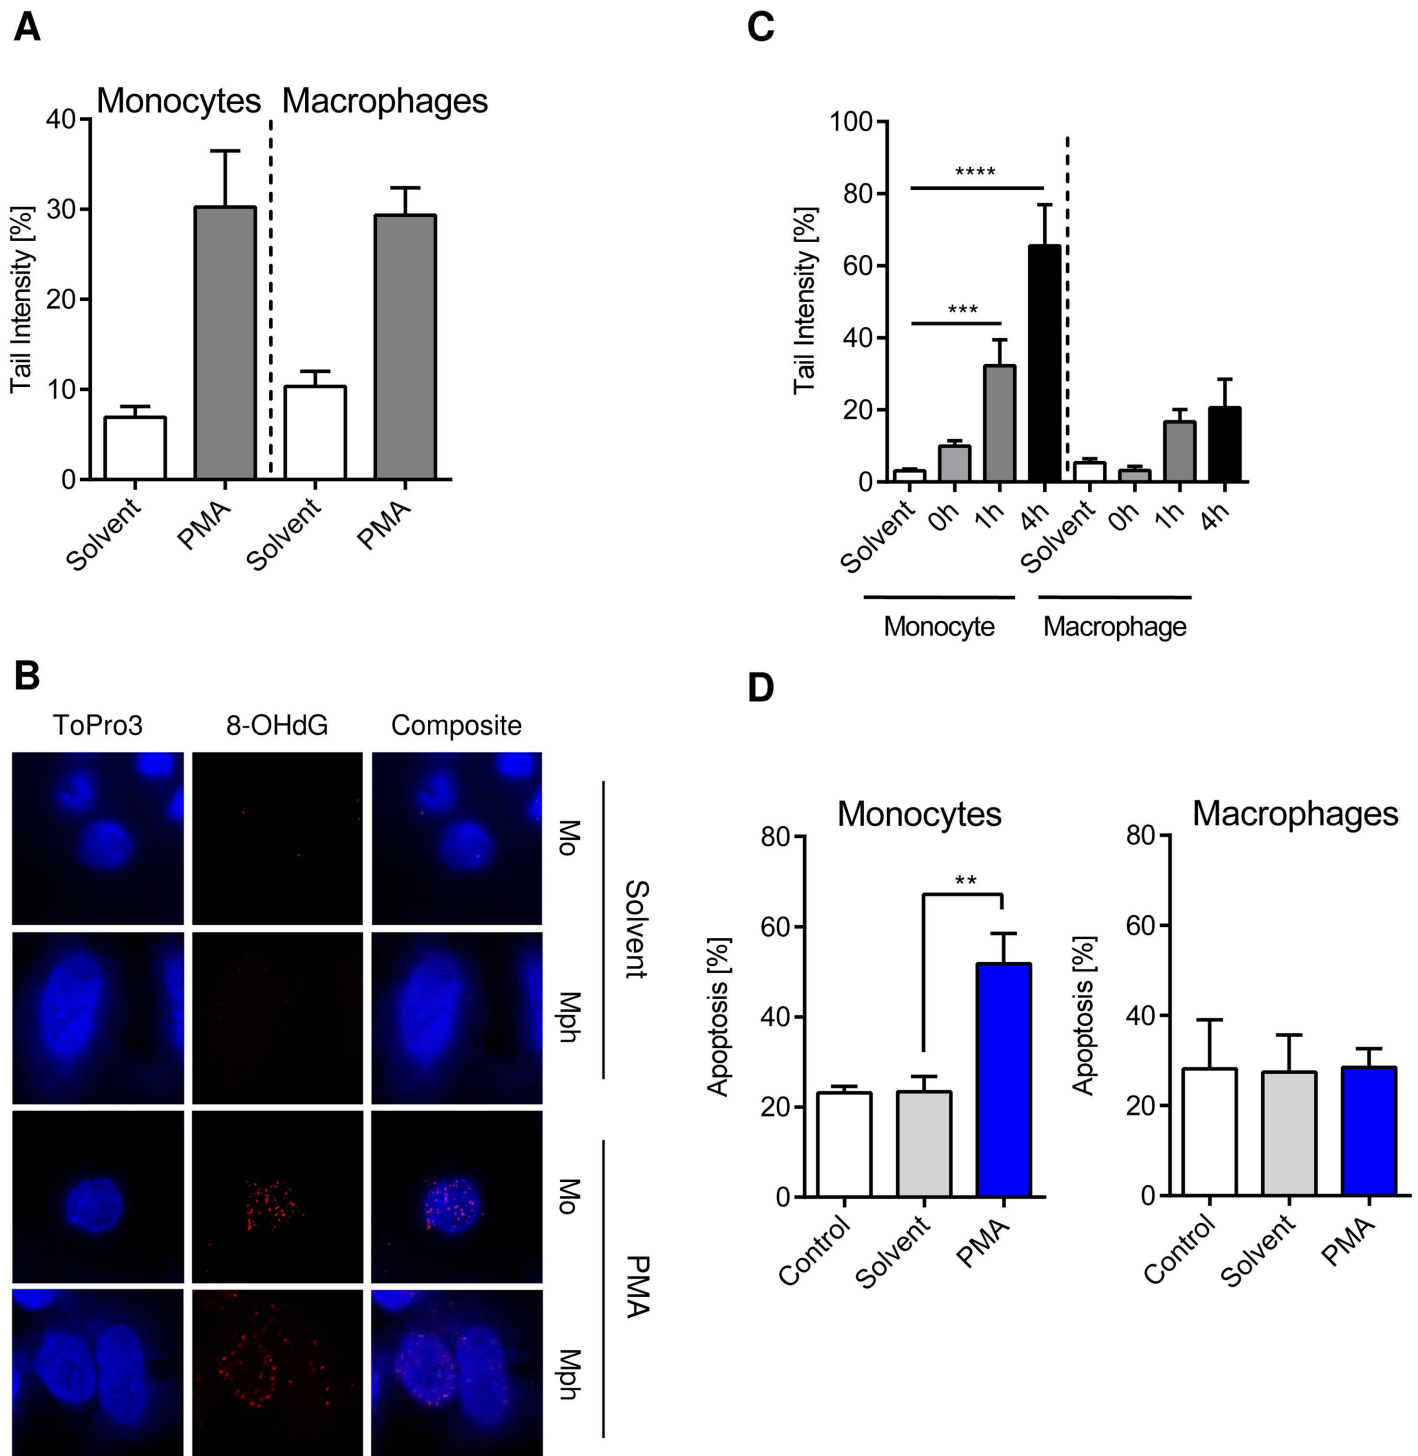 A
Monocytes Macrophages
Tail Intensity [%]
40
30
20
10
0
Solvent PMA Solvent PMA
C
Tail Intensity [%]
100
80
60
40
20
0
****
***
Solvent 0h 1h 4h Solvent 0h 1h 4h
Monocyte Macrophage
B
ToPro3 8-OHdG Composite
Mo
Mph
Solvent
Mo
Mph
PMA
D
Monocytes
Apoptosis [%]
80
60
40
20
0
**
Control Solvent PMA
Macrophages
Apoptosis [%]
80
60
40
20
0
Control Solvent PMA